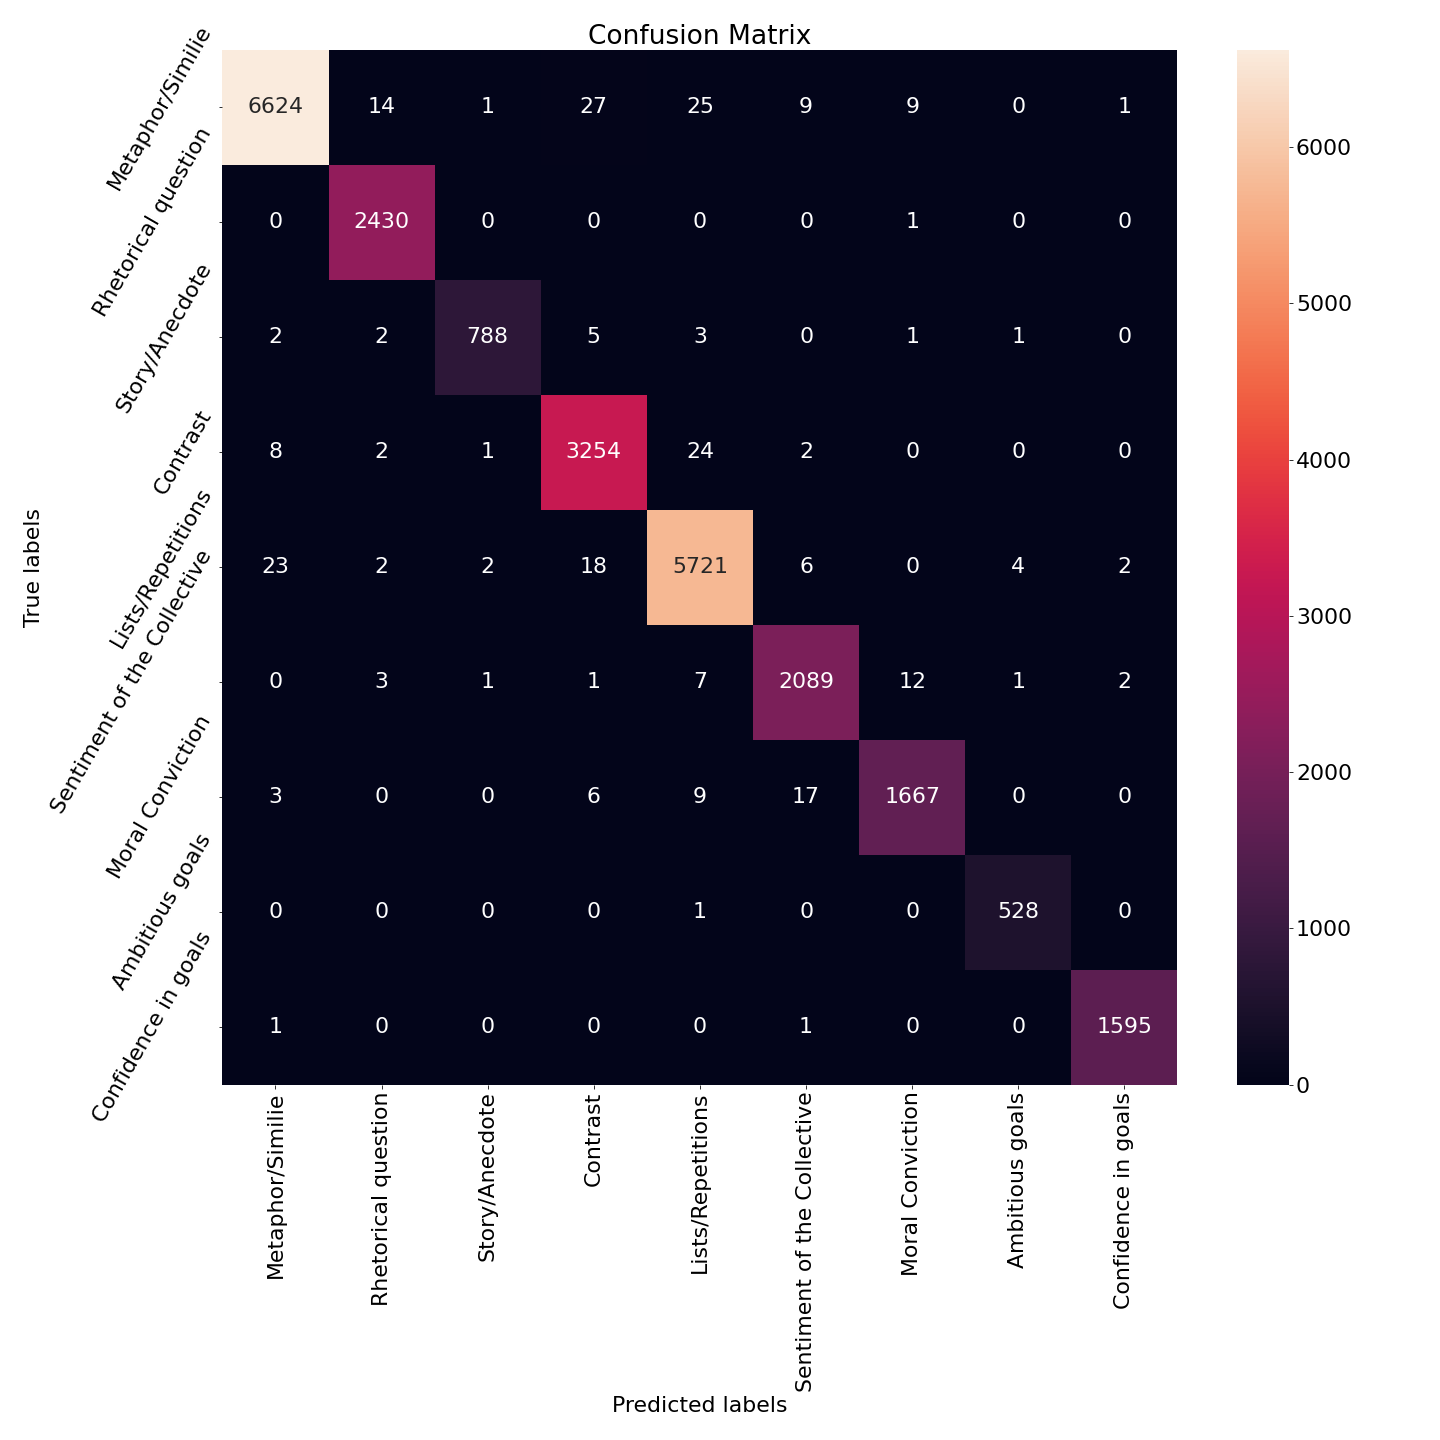 Confusion Matrix
Metaphor/Similie 6624 14 1 27 25 9 9 0 1
Rhetorical question 0 2430 0 0 0 0 1 0 0
Story/Anecdote 2 2 788 5 3 0 1 1 0
Contrast 8 2 1 3254 24 2 0 0 0
Lists/Repetitions 23 2 2 18 5721 6 0 4 2
Sentiment of the Collective 0 3 1 1 7 2089 12 1 2
Moral Conviction 3 0 0 6 9 17 1667 0 0
Ambitious goals 0 0 0 0 1 0 0 528 0
Confidence in goals 1 0 0 0 0 1 0 0 1595
True labels
Metaphor/Similie
Rhetorical question
Story/Anecdote
Contrast
Lists/Repetitions
Sentiment of the Collective
Moral Conviction
Ambitious goals
Confidence in goals
Predicted labels
6000
5000
4000
3000
2000
1000
0